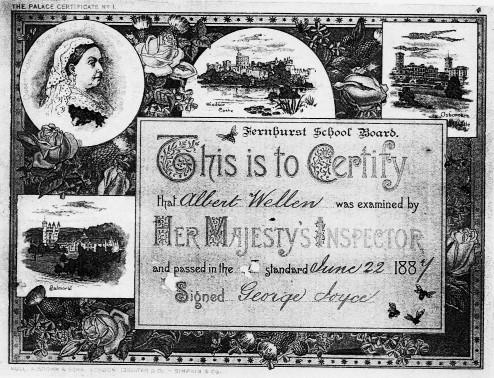 THE PALACE CERTIFICATE No 1.
Windsor
Castle
Osborne
Fernhurst School Board.
This is to Certify
that Albert Wellen was examined by
HER MAJESTY'S INSPECTOR
and passed in the standard June 22 1887
Signed George Joyce
Balmoral